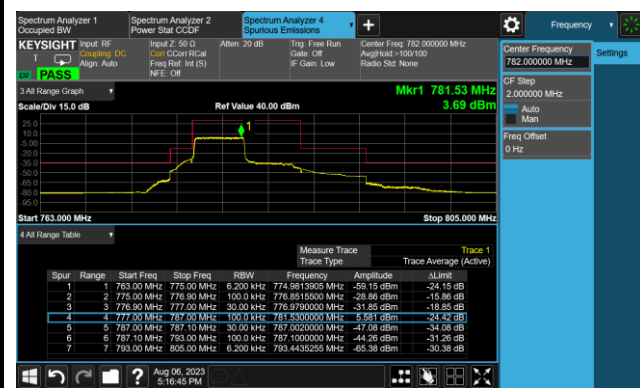 Spectrum Analyzer 1
Occupied BW
Spectrum Analyzer 2
Power Stat CCDF
Spectrum Analyzer 4
Spurious Emissions
Frequency
KEYSIGHT
T
PASS
Input: RF
Coupling: DC
Align: Auto
Input Z: 50 Ω
Corr CCorr RCal
Freq Ref: Int (S)
NFE: Off
Atten: 20 dB
Trig: Free Run
Gate: Off
IF Gain: Low
Center Freq: 782.000000 MHz
Avg|Hold:>100/100
Radio Std: None
Center Frequency
782.000000 MHz
Settings
CF Step
2.000000 MHz
Auto
Man
Freq Offset
0 Hz
3 All Range Graph
Mkr1 781.53 MHz
Scale/Div 15.0 dB
Ref Value 40.00 dBm
3.69 dBm
25.0
10.0
-5.00
-20.0
-35.0
-50.0
-65.0
-80.0
-95.0
1
Start 763.000 MHz
Stop 805.000 MHz
4 All Range Table
Measure Trace Trace 1
Trace Type Trace Average (Active)
Spur Range Start Freq Stop Freq RBW Frequency Amplitude ΔLimit
1 1 763.00 MHz 775.00 MHz 6.200 kHz 774.9813905 MHz -59.15 dBm -24.15 dB
2 2 775.00 MHz 776.90 MHz 100.0 kHz 776.8515500 MHz -28.86 dBm -15.86 dB
3 3 776.90 MHz 777.00 MHz 30.00 kHz 776.9790000 MHz -31.85 dBm -18.85 dB
4 4 777.00 MHz 787.00 MHz 100.0 kHz 781.5300000 MHz 5.581 dBm -24.42 dB
5 5 787.00 MHz 787.10 MHz 30.00 kHz 787.0020000 MHz -47.08 dBm -34.08 dB
6 6 787.10 MHz 793.00 MHz 100.0 kHz 787.1000000 MHz -44.26 dBm -31.26 dB
7 7 793.00 MHz 805.00 MHz 6.200 kHz 793.4435255 MHz -65.38 dBm -30.38 dB
Aug 06, 2023
5:16:45 PM